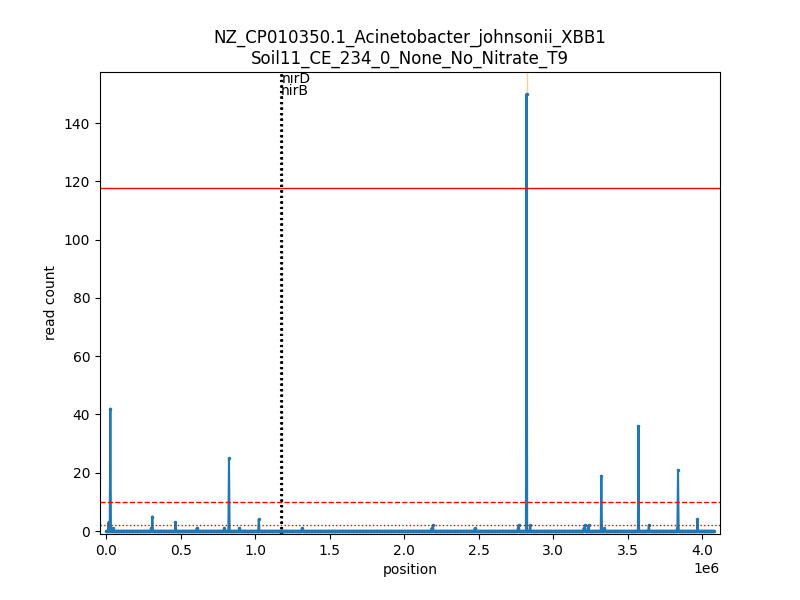 NZ_CP010350.1_Acinetobacter_johnsonii_XBB1
Soil11_CE_234_0_None_No_Nitrate_T9
nirD
nirB
140
120
100
80
60
40
20
0
read count
0.0 0.5 1.0 1.5 2.0 2.5 3.0 3.5 4.0
1e6
position